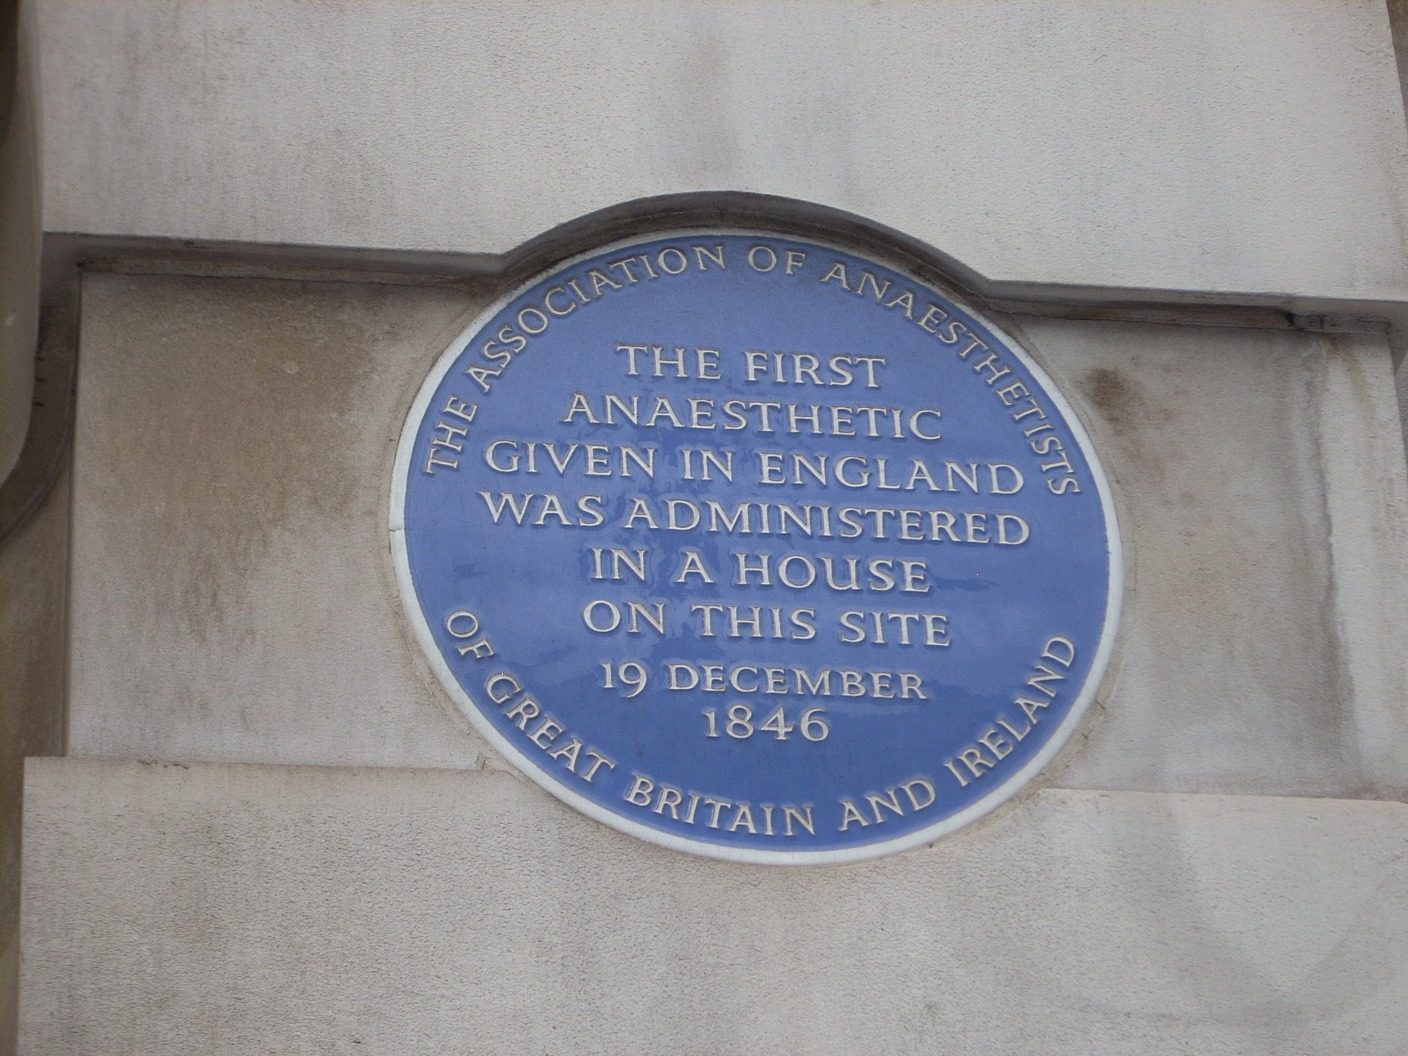 THE ASSOCIATION OF ANAESTHETISTS
THE FIRST
ANAESTHETIC
GIVEN IN ENGLAND
WAS ADMINISTERED
IN A HOUSE
ON THIS SITE
19 DECEMBER
1846
OF GREAT BRITAIN AND IRELAND